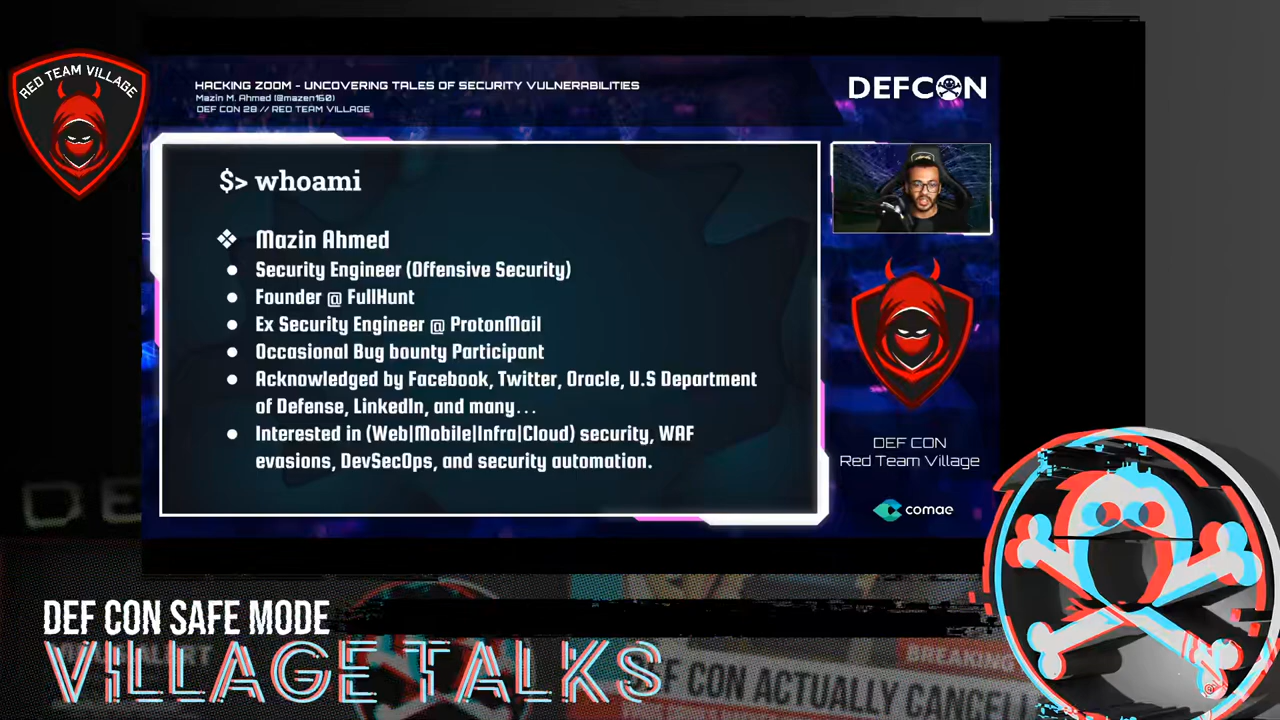 RED TEAM VILLAGE
HACKING ZOOM - UNCOVERING TALES OF SECURITY VULNERABILITIES
Mazin M. Ahmed (@mazen160)
DEF CON 28 // RED TEAM VILLAGE
DEFCON
$> whoami
❖ Mazin Ahmed
● Security Engineer (Offensive Security)
● Founder @ FullHunt
● Ex Security Engineer @ ProtonMail
● Occasional Bug bounty Participant
● Acknowledged by Facebook, Twitter, Oracle, U.S Department
of Defense, LinkedIn, and many...
● Interested in (Web|Mobile|Infra|Cloud) security, WAF
evasions, DevSecOps, and security automation.
DEF CON
Red Team Village
comae
DE
DEF CON SAFE MODE
VILLAGE TALKS
BREAKING
DEF CON ACTUALLY CANCEL